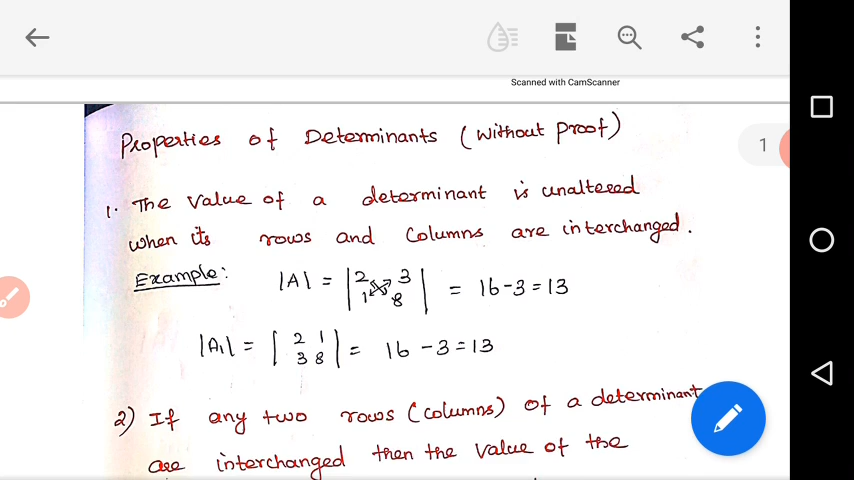 Scanned with CamScanner
Properties of Determinants (without proof)
1
1. The value of a determinant is unaltered
when its rows and columns are interchanged.
Example: |A| = |2 3| = 16-3=13
1 8
|A₁| = |2 1| = 16-3=13
3 8
2) If any two rows (columns) of a determinant
are interchanged then the value of the